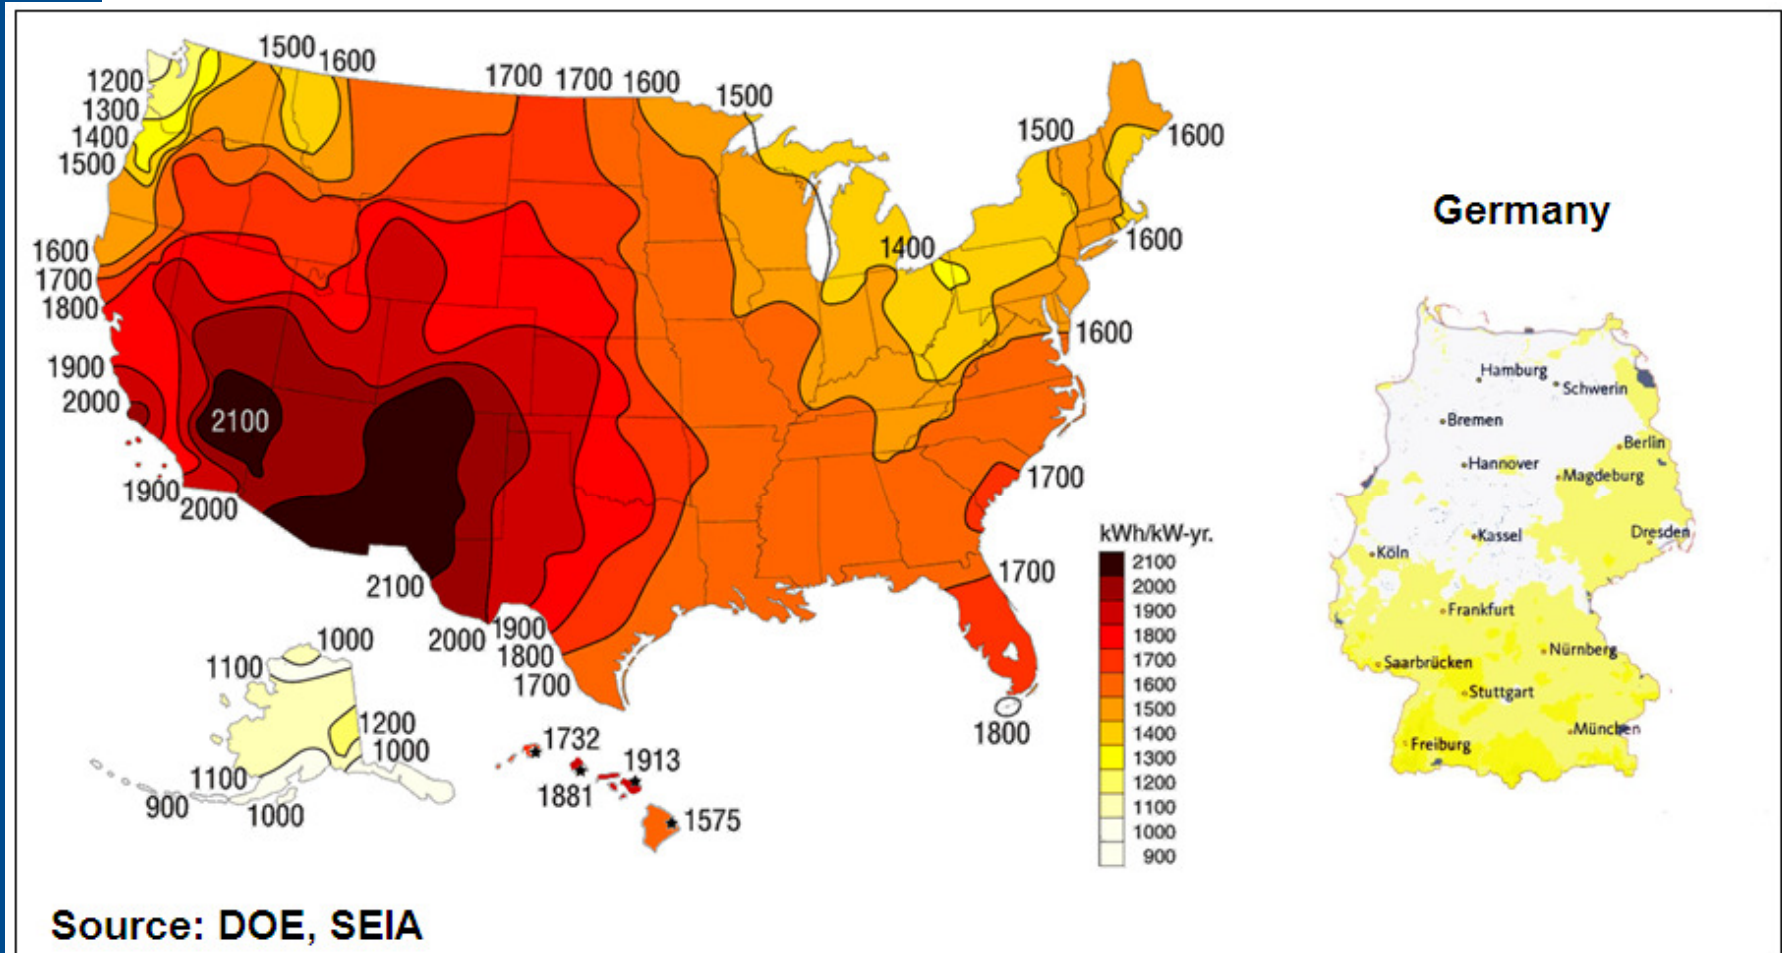 1500
1600
1700 1700 1600
1500
1200
1300
1400
1500
1500
1600
1600
1700
1800
1400
1600
1600
1900
2000
2100
1900
2000
1700
2100
1700
2000
1900
1800
1700
1800
1000
1100
1200
1000
1100
900
1000
1732
1913
1881
1575
kWh/kW-yr.
2100
2000
1900
1800
1700
1600
1500
1400
1300
1200
1100
1000
900
Germany
Hamburg
Schwerin
Bremen
Berlin
Hannover
Magdeburg
Dresden
Kassel
Köln
Frankfurt
Nürnberg
Saarbrücken
Stuttgart
München
Freiburg
Source: DOE, SEIA